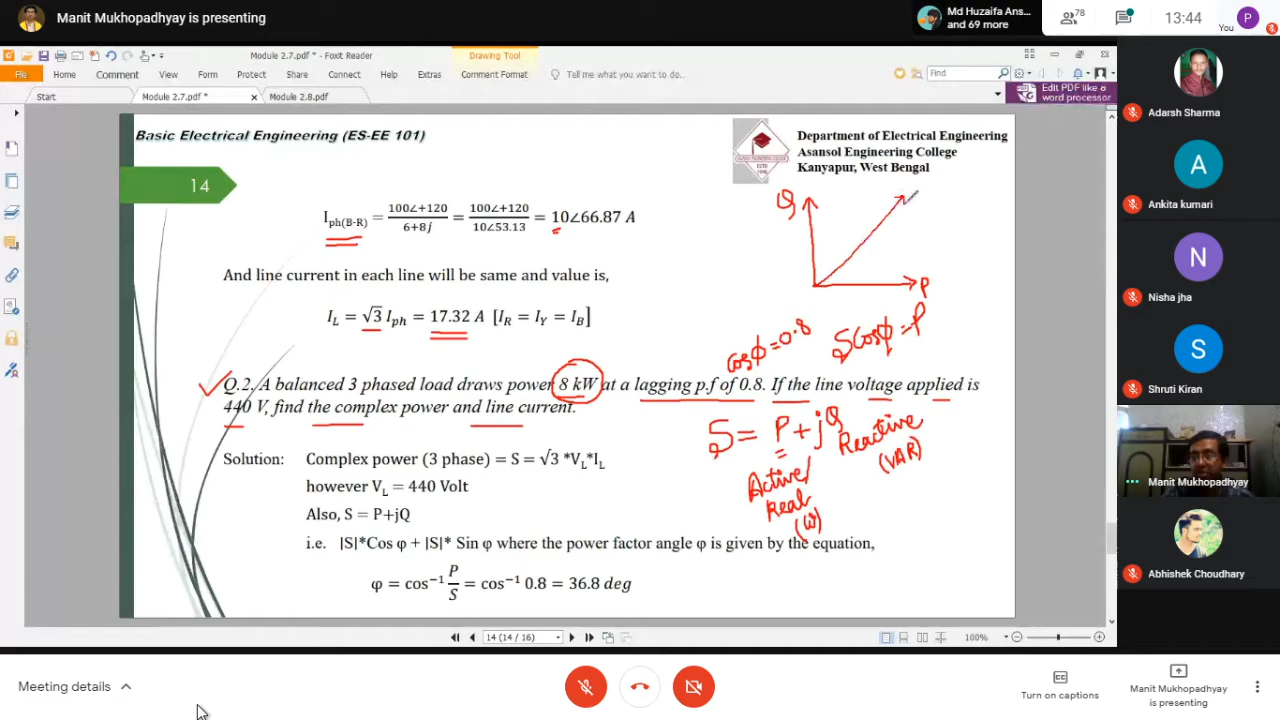 Manit Mukhopadhyay is presenting
Md Huzaifa Ans...
and 69 more
78
13:44
You
P
Module 2.7.pdf * - Foxit Reader
Drawing Tool
File
Home
Comment
View
Form
Protect
Share
Connect
Help
Extras
Comment Format
Tell me what you want to do..
Find
Start
Module 2.7.pdf *
Module 2.8.pdf
Edit PDF like a
word processor
Basic Electrical Engineering (ES-EE 101)
Department of Electrical Engineering
Asansol Engineering College
Kanyapur, West Bengal
14
I ph(B-R) = 100∠+120 / 6+8j = 100∠+120 / 10∠53.13 = 10∠66.87 A
Q
P
And line current in each line will be same and value is,
I_L = √3 I_ph = 17.32 A [I_R = I_Y = I_B]
cosφ=0.8
S cosφ = P
Q.2. A balanced 3 phased load draws power 8 kW at a lagging p.f of 0.8. If the line voltage applied is
440 V, find the complex power and line current.
S = P + jQ
Active/
Real
(W)
Reactive
(VAR)
Solution: Complex power (3 phase) = S = √3 *V_L*I_L
however V_L = 440 Volt
Also, S = P+jQ
i.e. |S|*Cos φ + |S|* Sin φ where the power factor angle φ is given by the equation,
φ = cos⁻¹ P/S = cos⁻¹ 0.8 = 36.8 deg
14 (14 / 16)
100%
Adarsh Sharma
A
Ankita kumari
N
Nisha jha
S
Shruti Kiran
Manit Mukhopadhyay
Abhishek Choudhary
Meeting details
CC
Turn on captions
Manit Mukhopadhyay
is presenting